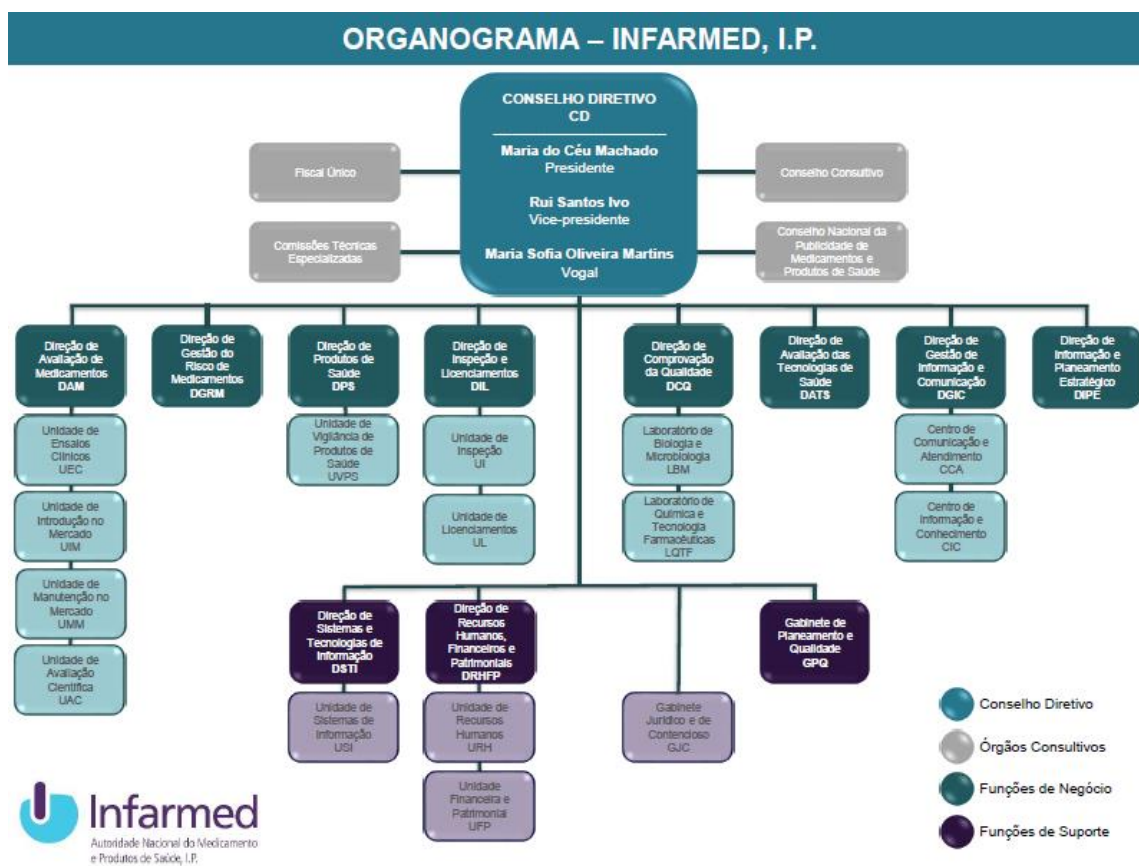 ORGANOGRAMA – INFARMED, I.P.
CONSELHO DIRETIVO
CD
Maria do Céu Machado
Presidente
Rui Santos Ivo
Vice-presidente
Maria Sofia Oliveira Martins
Vogal
Fiscal Único
Conselho Consultivo
Comissões Técnicas
Especializadas
Conselho Nacional da
Publicidade de
Medicamentos e
Produtos de Saúde
Direção de
Avaliação de
Medicamentos
DAM
Direção de
Gestão do
Risco de
Medicamentos
DGRM
Direção de
Produtos de
Saúde
DPS
Direção de
Inspeção e
Licenciamentos
DIL
Direção de
Comprovação
da Qualidade
DCQ
Direção de
Avaliação das
Tecnologias de
Saúde
DATS
Direção de
Gestão de
Informação e
Comunicação
DGIC
Direção de
Informação e
Planeamento
Estratégico
DIPE
Unidade de
Ensaios
Clínicos
UEC
Unidade de
Vigilância de
Produtos de
Saúde
UVPS
Unidade de
Inspeção
UI
Laboratório de
Biologia e
Microbiologia
LBM
Centro de
Comunicação e
Atendimento
CCA
Unidade de
Introdução no
Mercado
UIM
Unidade de
Licenciamentos
UL
Laboratório de
Química e
Tecnologia
Farmacêuticas
LQTF
Centro de
Informação e
Conhecimento
CIC
Unidade de
Manutenção no
Mercado
UMM
Unidade de
Avaliação
Científica
UAC
Direção de
Sistemas e
Tecnologias de
Informação
DSTI
Direção de
Recursos
Humanos,
Financeiros e
Patrimoniais
DRHFP
Gabinete de
Planeamento e
Qualidade
GPQ
Unidade de
Sistemas de
Informação
USI
Unidade de
Recursos
Humanos
URH
Gabinete
Jurídico e de
Contencioso
GJC
Unidade
Financeira e
Patrimonial
UFP
Conselho Diretivo
Órgãos Consultivos
Funções de Negócio
Funções de Suporte
Infarmed
Autoridade Nacional do Medicamento
e Produtos de Saúde, I.P.